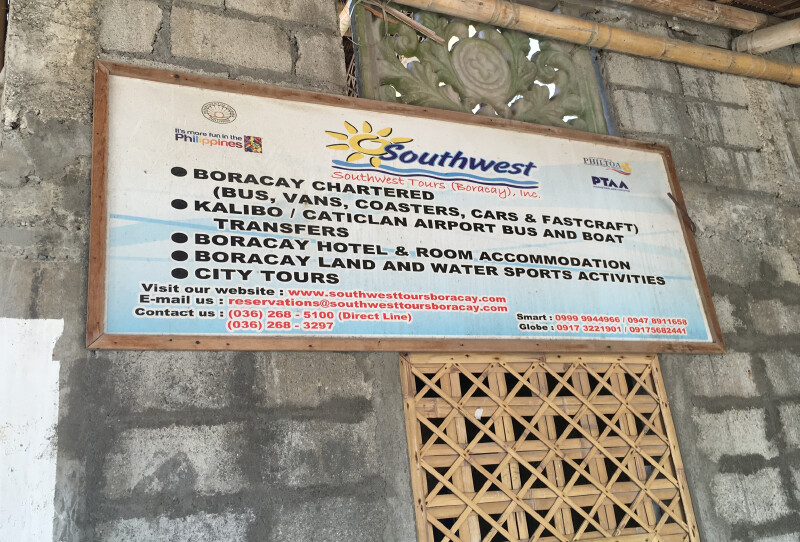 It's more fun in the
Philippines
Southwest
Southwest Tours (Boracay), Inc.
PHILTOA
PTAA
● BORACAY CHARTERED
(BUS, VANS, COASTERS, CARS & FASTCRAFT)
● KALIBO / CATICLAN AIRPORT BUS AND BOAT
TRANSFERS
● BORACAY HOTEL & ROOM ACCOMMODATION
● BORACAY LAND AND WATER SPORTS ACTIVITIES
● CITY TOURS
Visit our website : www.southwesttoursboracay.com
E-mail us : reservations@southwesttoursboracay.com
Contact us : (036) 268 - 5100 (Direct Line)
(036) 268 - 3297
Smart : 0999 9944966 / 0947 8911658
Globe : 0917 3221901 / 09175682441